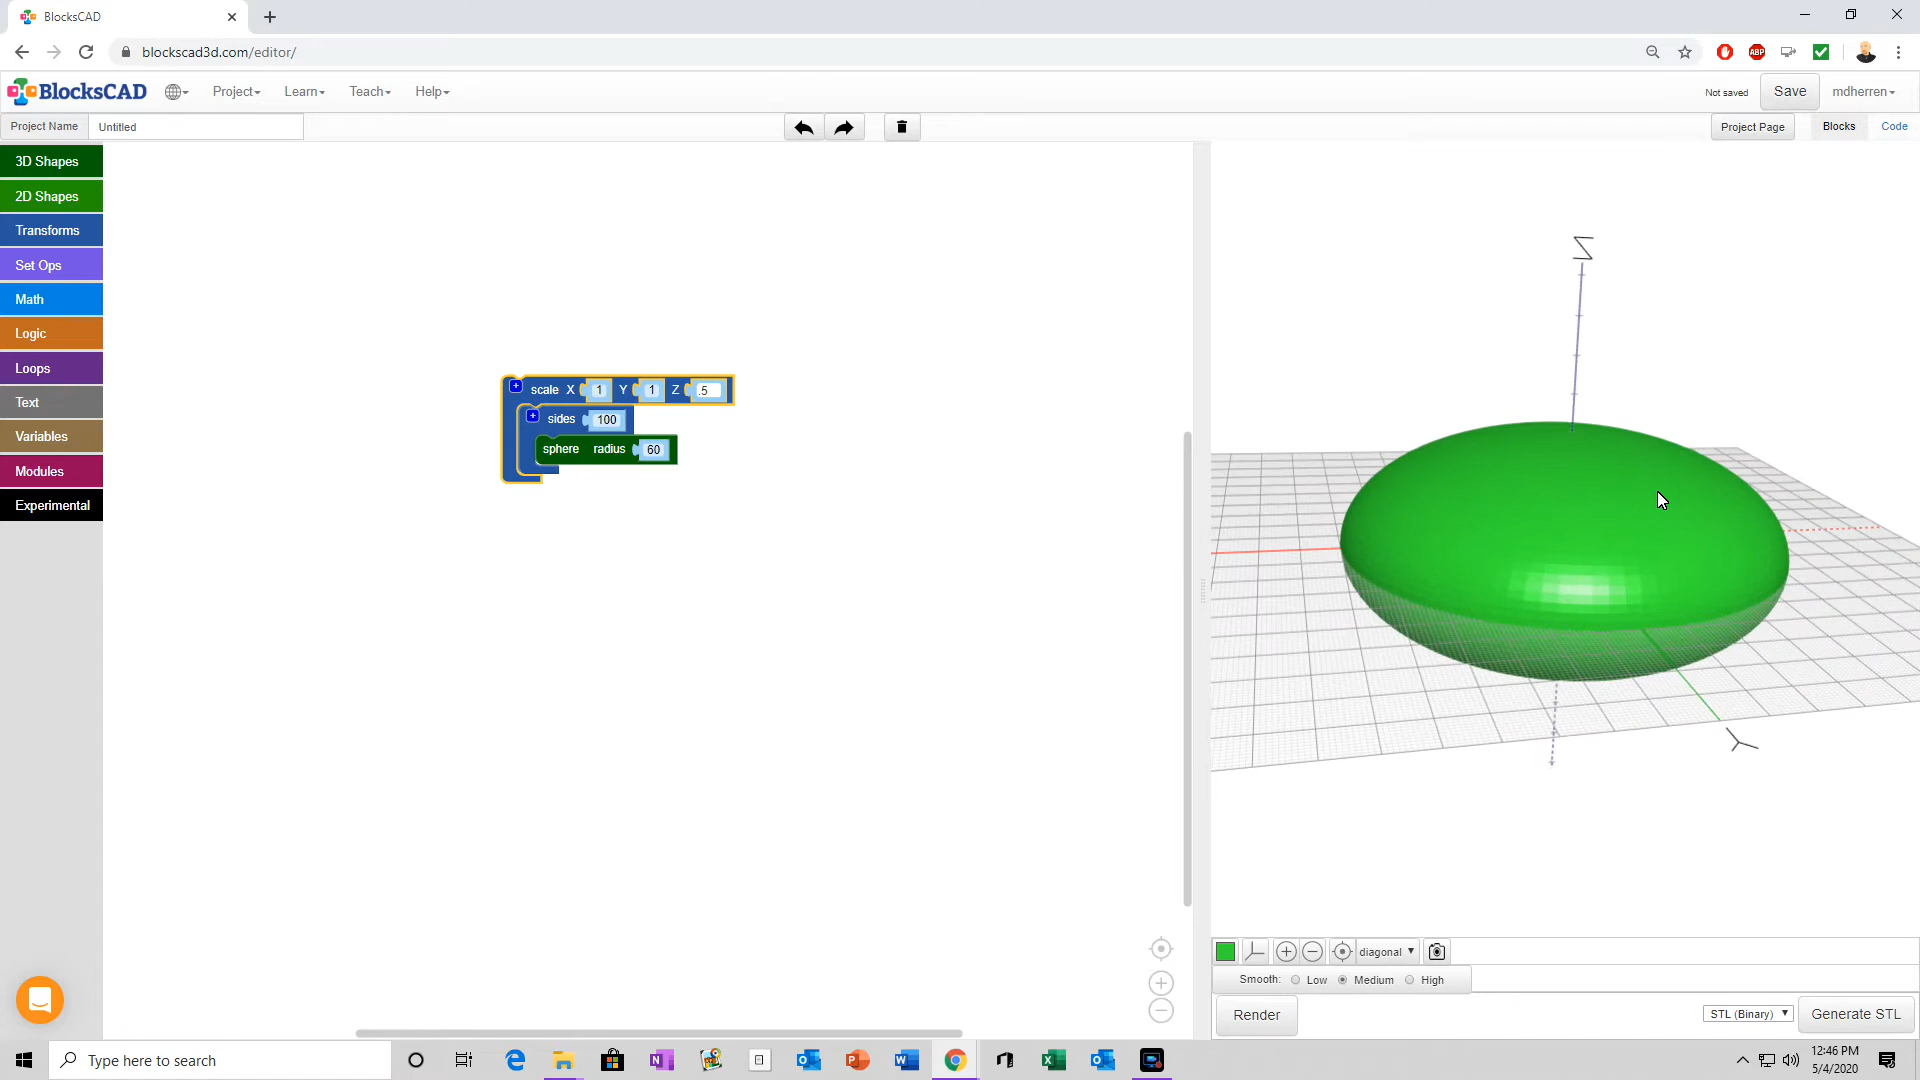 BlocksCAD
blockscad3d.com/editor/
ABP
BlocksCAD Project Learn Teach Help Not saved Save mdherren
Project Name Untitled Project Page Blocks Code
3D Shapes
2D Shapes
Transforms
Set Ops
Math
Logic
Loops
Text
Variables
Modules
Experimental
scale X 1 Y 1 Z .5
sides 100
sphere radius 60
Z
Y
diagonal
Smooth: Low Medium High
Render STL (Binary) Generate STL
Type here to search
12:46 PM
5/4/2020